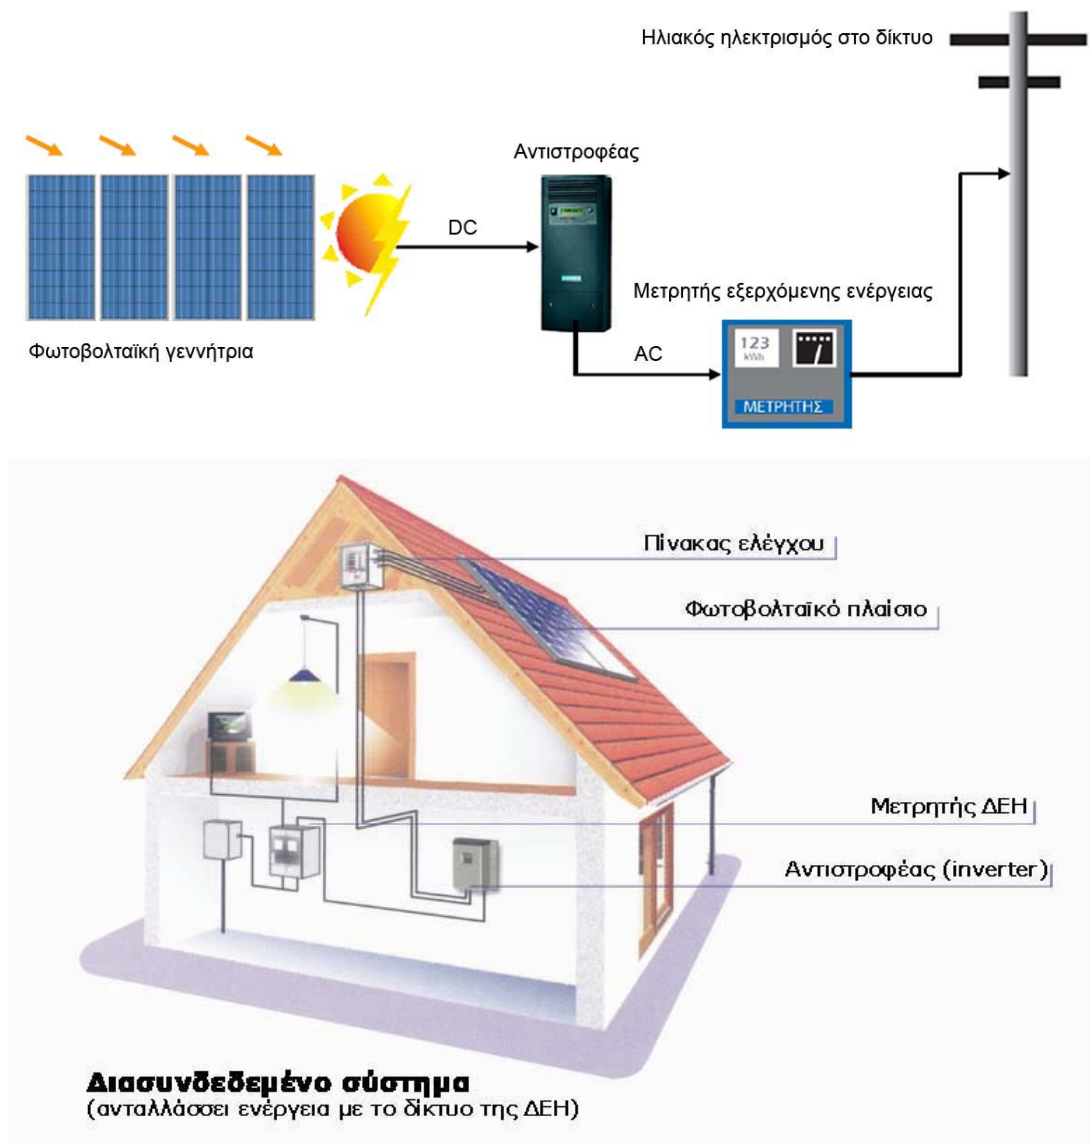 Ηλιακός ηλεκτρισμός στο δίκτυο
Αντιστροφέας
DC
Μετρητής εξερχόμενης ενέργειας
Φωτοβολταϊκή γεννήτρια
AC
123
kWh
ΜΕΤΡΗΤΗΣ
Πίνακας ελέγχου
Φωτοβολταϊκό πλαίσιο
Μετρητής ΔΕΗ
Αντιστροφέας (inverter)
Διασυνδεδεμένο σύστημα
(ανταλλάσσει ενέργεια με το δίκτυο της ΔΕΗ)